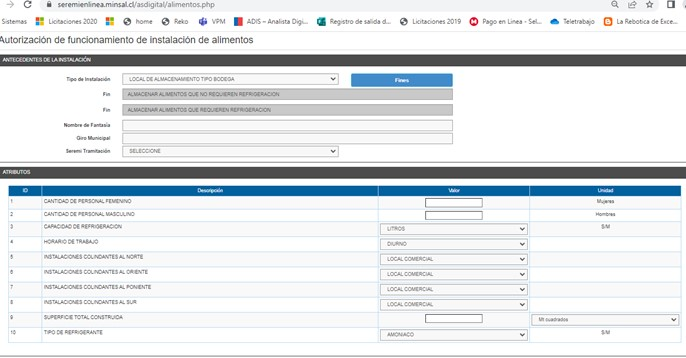 seremienlinea.minsal.cl/asdigital/alimentos.php
Sistemas Licitaciones 2020 home Reko VPM ADIS – Analista Digi... Registro de salida d... Licitaciones 2019 Pago en Linea - Sel... Teletrabajo La Robotica de Exce...
Autorización de funcionamiento de instalación de alimentos
ANTECEDENTES DE LA INSTALACIÓN
Tipo de Instalación LOCAL DE ALMACENAMIENTO TIPO BODEGA Fines
Fin ALMACENAR ALIMENTOS QUE NO REQUIEREN REFRIGERACION
Fin ALMACENAR ALIMENTOS QUE REQUIEREN REFRIGERACION
Nombre de Fantasía
Giro Municipal
Seremi Tramitación SELECCIONE
ATRIBUTOS
ID Descripción Valor Unidad
1 CANTIDAD DE PERSONAL FEMENINO Mujeres
2 CANTIDAD DE PERSONAL MASCULINO Hombres
3 CAPACIDAD DE REFRIGERACION LITROS S/M
4 HORARIO DE TRABAJO DIURNO
5 INSTALACIONES COLINDANTES AL NORTE LOCAL COMERCIAL
6 INSTALACIONES COLINDANTES AL ORIENTE LOCAL COMERCIAL
7 INSTALACIONES COLINDANTES AL PONIENTE LOCAL COMERCIAL
8 INSTALACIONES COLINDANTES AL SUR LOCAL COMERCIAL
9 SUPERFICIE TOTAL CONSTRUIDA Mt cuadrados
10 TIPO DE REFRIGERANTE AMONIACO S/M